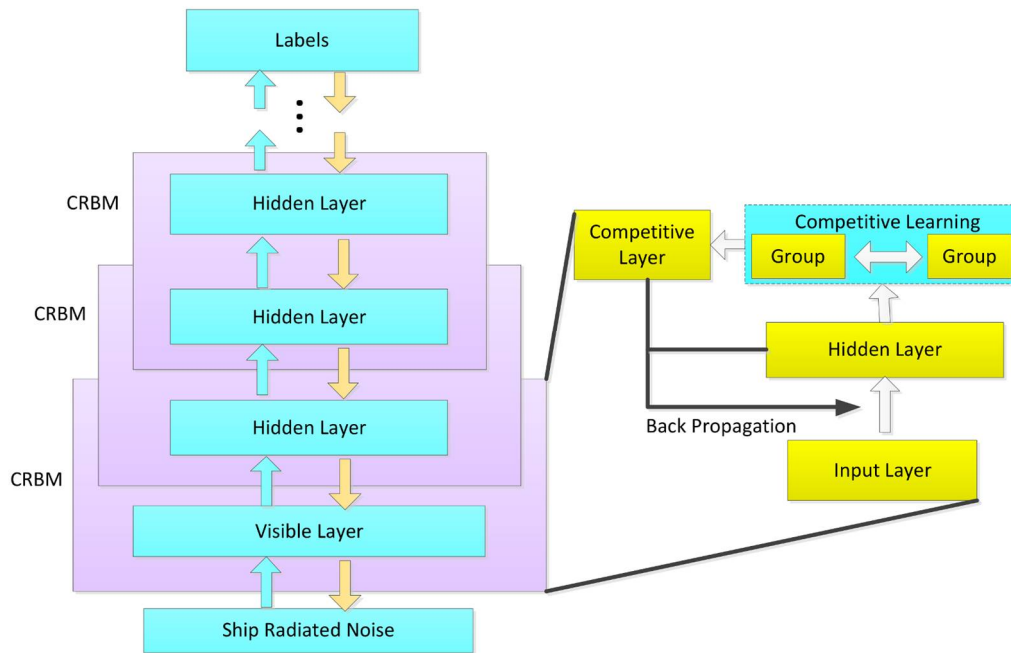 Labels
CRBM
Hidden Layer
CRBM
Hidden Layer
CRBM
Hidden Layer
Visible Layer
Ship Radiated Noise
Competitive
Layer
Competitive Learning
Group
Group
Hidden Layer
Back Propagation
Input Layer